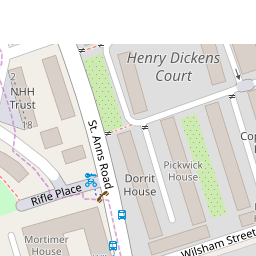 Henry Dickens
Court
2
NHH
Trust
18
St. Anns Road
Pickwick
House
Dorrit
House
Rifle Place
Mortimer
House
Wilsham Street